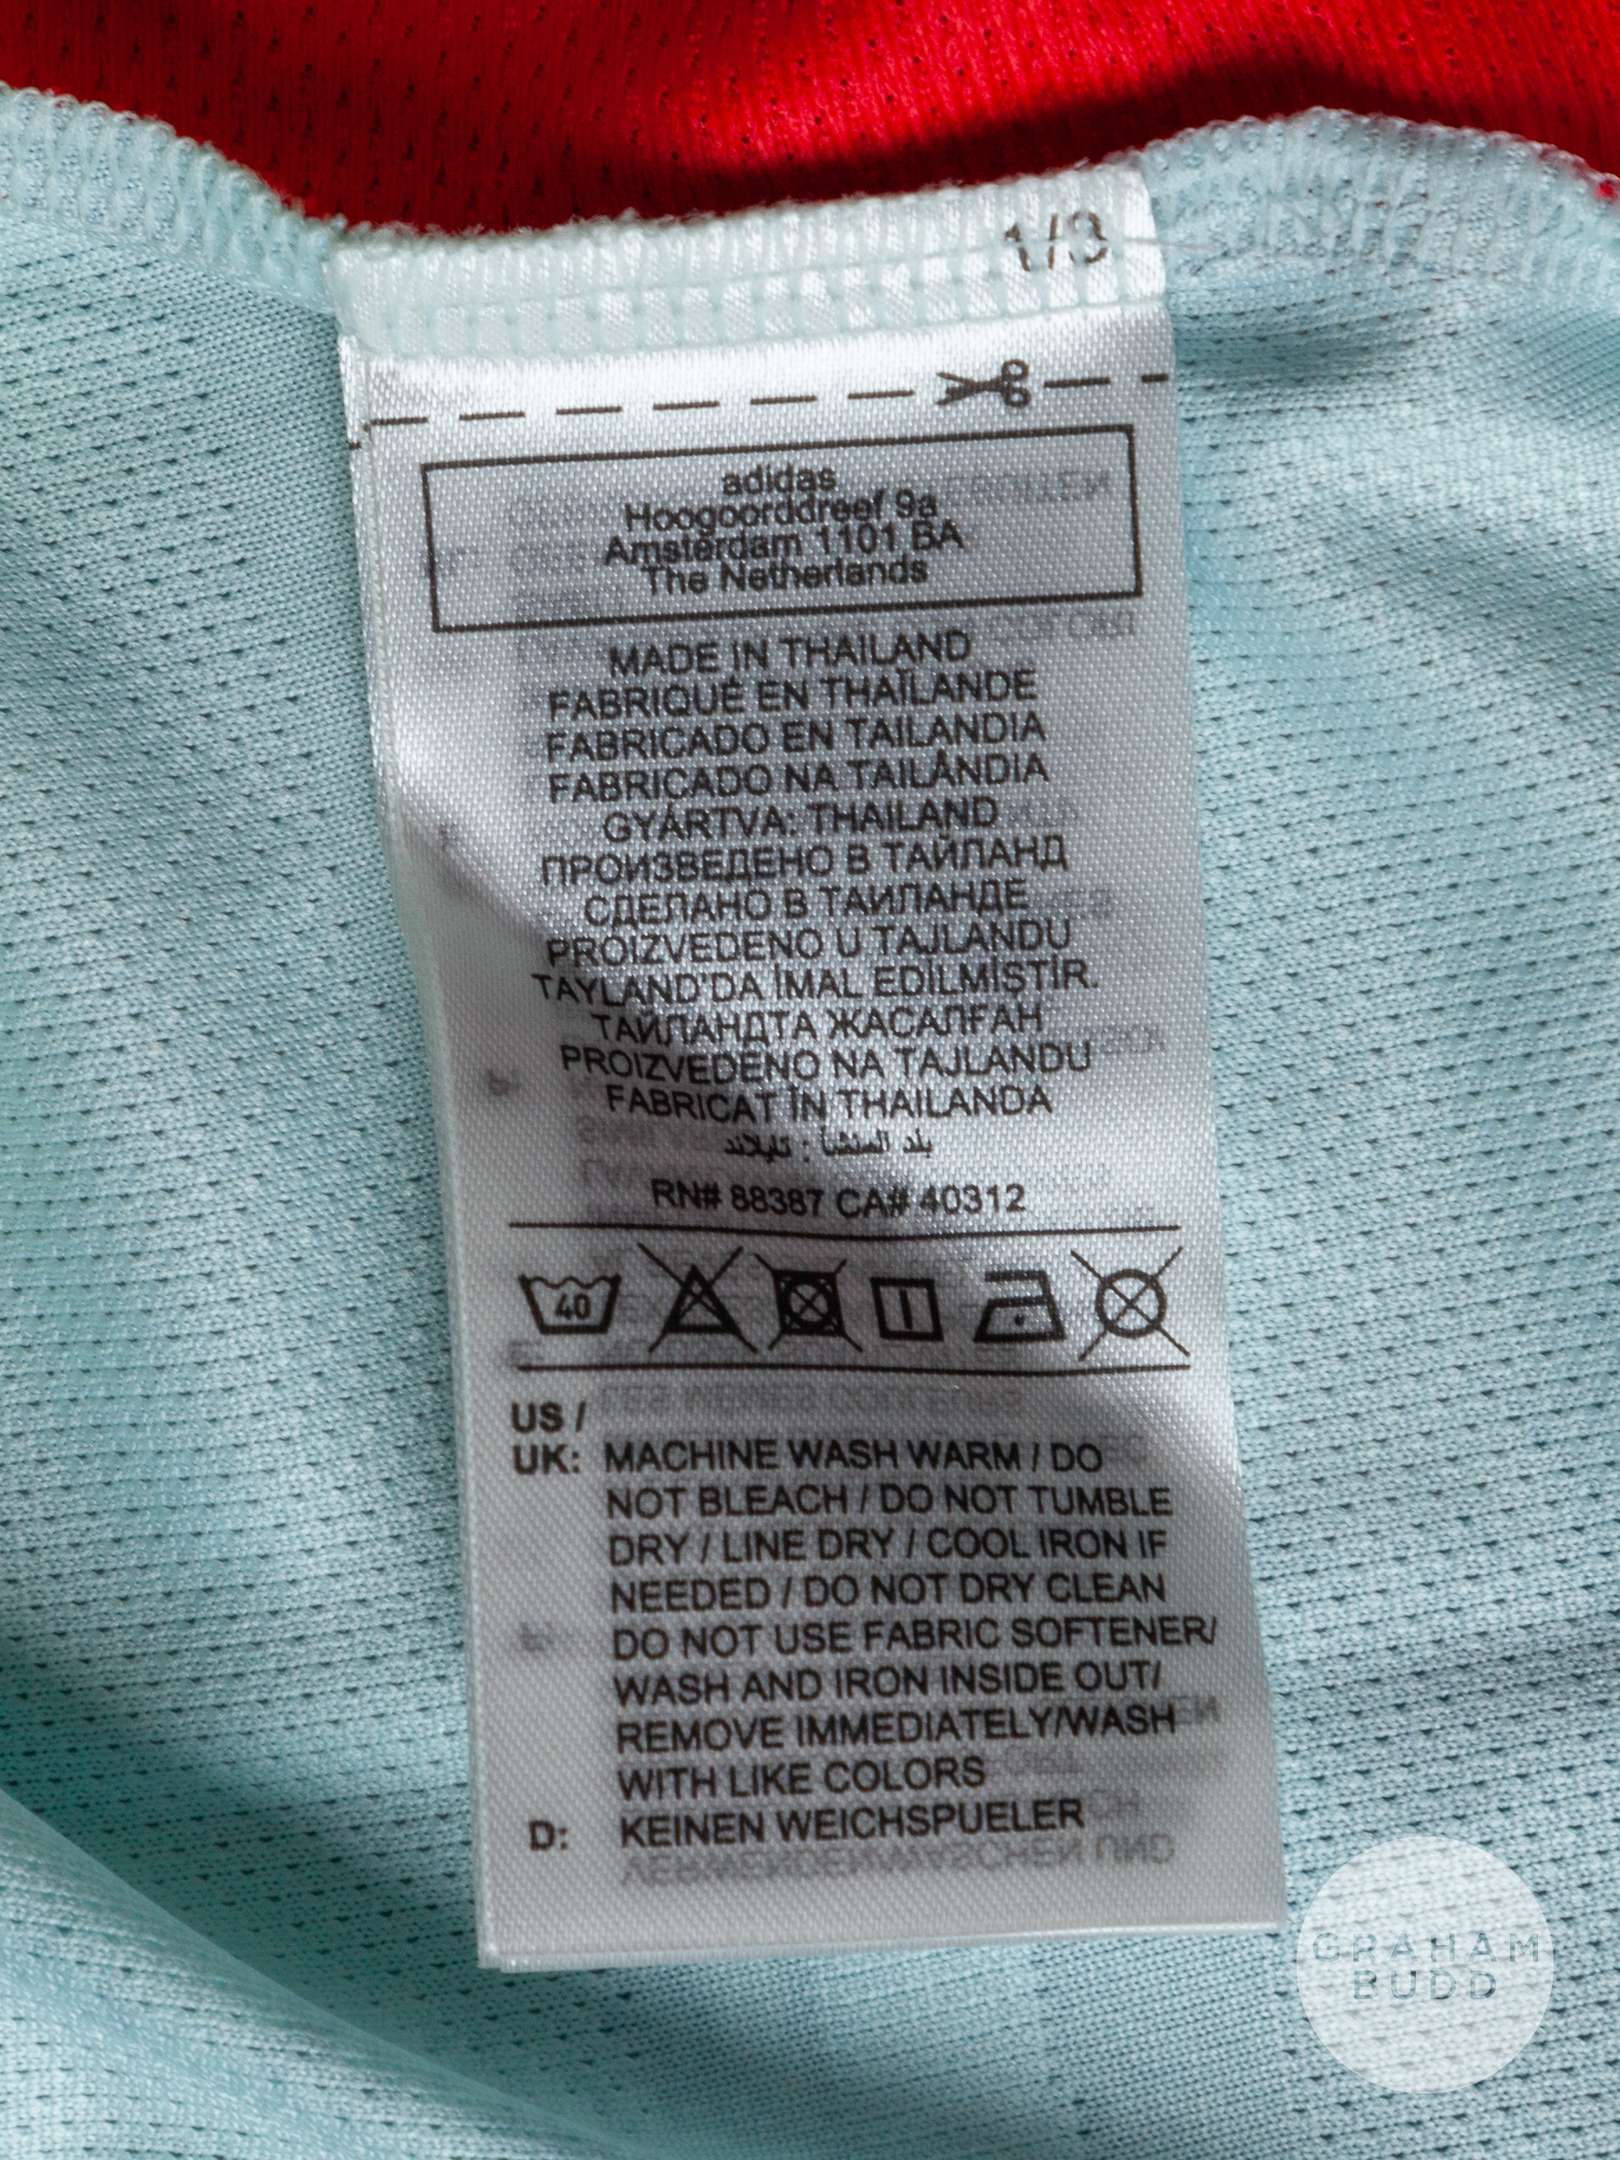 1/3
adidas
Hoogoorddreef 9a
Amsterdam 1101 BA
The Netherlands
MADE IN THAILAND
FABRIQUÉ EN THAÏLANDE
FABRICADO EN TAILANDIA
FABRICADO NA TAILÂNDIA
GYÁRTVA: THAILAND
ПРОИЗВЕДЕНО В ТАЙЛАНД
СДЕЛАНО В ТАИЛАНДЕ
PROIZVEDENO U TAJLANDU
TAYLAND'DA İMAL EDİLMİŞTİR.
ТАЙЛАНДТА ЖАСАЛҒАН
PROIZVEDENO NA TAJLANDU
FABRICAT ÎN THAILANDA
بلد المنشأ : تايلاند
RN# 88387 CA# 40312
40
US /
UK: MACHINE WASH WARM / DO
NOT BLEACH / DO NOT TUMBLE
DRY / LINE DRY / COOL IRON IF
NEEDED / DO NOT DRY CLEAN
DO NOT USE FABRIC SOFTENER/
WASH AND IRON INSIDE OUT/
REMOVE IMMEDIATELY/WASH
WITH LIKE COLORS
D: KEINEN WEICHSPUELER
GRAHAM
BUDD